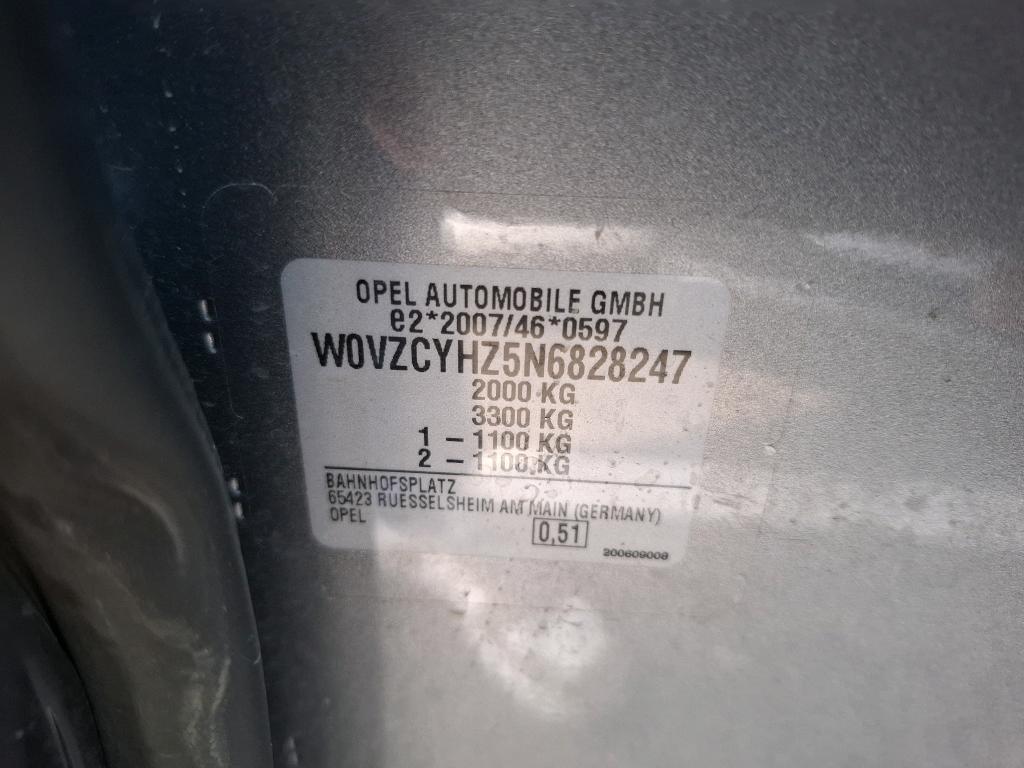 OPEL AUTOMOBILE GMBH
e2*2007/46*0597
W0VZCYHZ5N6828247
2000 KG
3300 KG
1 – 1100 KG
2 – 1100 KG
BAHNHOFSPLATZ
65423 RUESSELSHEIM AM MAIN (GERMANY)
OPEL
0,51
200609008